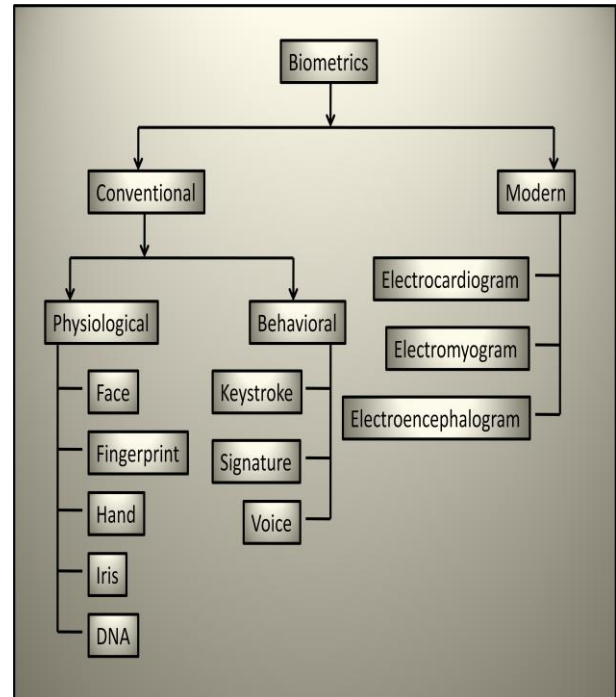 Biometrics
Conventional
Modern
Physiological
Behavioral
Electrocardiogram
Electromyogram
Electroencephalogram
Face
Fingerprint
Hand
Iris
DNA
Keystroke
Signature
Voice